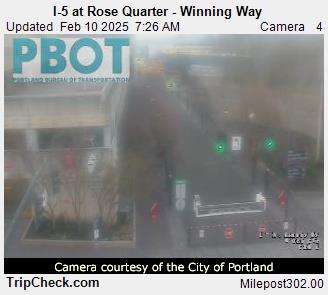 I-5 at Rose Quarter - Winning Way
Updated Feb 10 2025 7:26 AM Camera 4
PBOT
PORTLAND BUREAU OF TRANSPORTATION
Camera courtesy of the City of Portland
TripCheck.com Milepost302.00